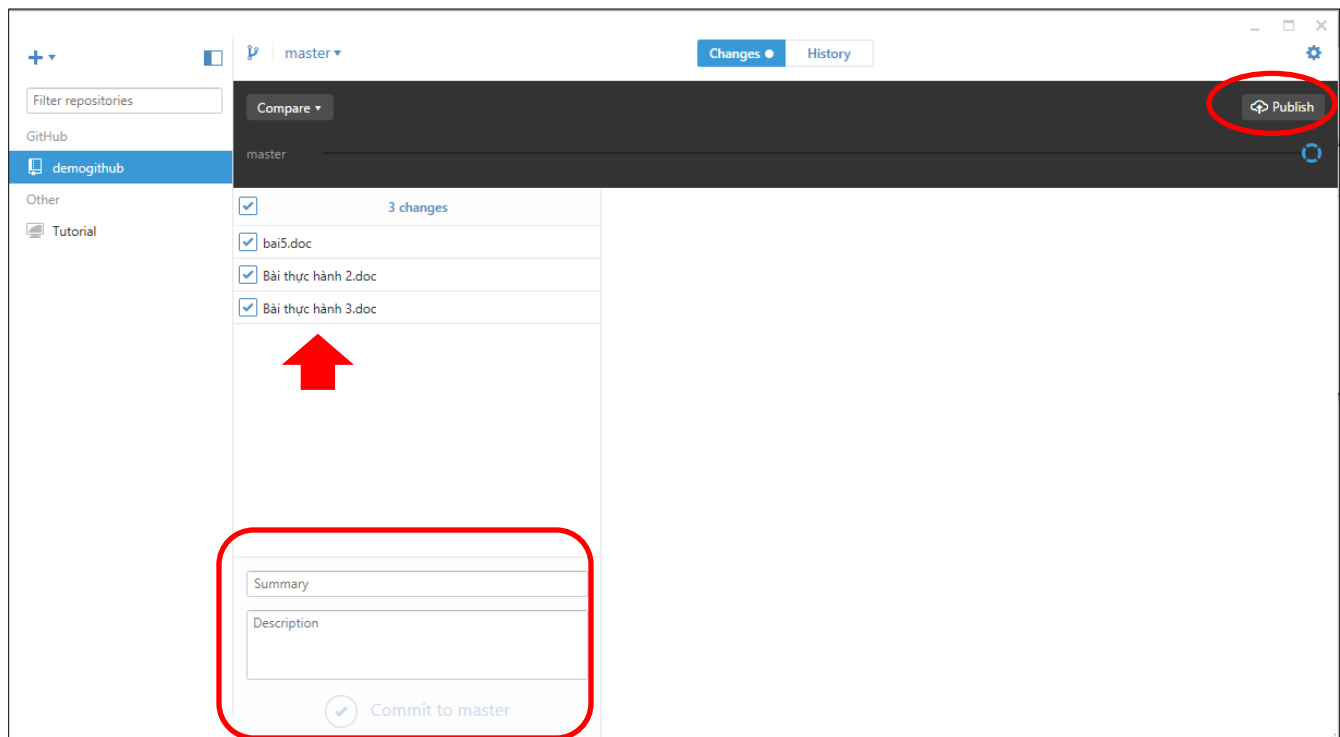 master
Changes
History
Filter repositories
GitHub
demogithub
Other
Tutorial
Compare
Publish
master
3 changes
bai5.doc
Bài thực hành 2.doc
Bài thực hành 3.doc
Summary
Description
Commit to master